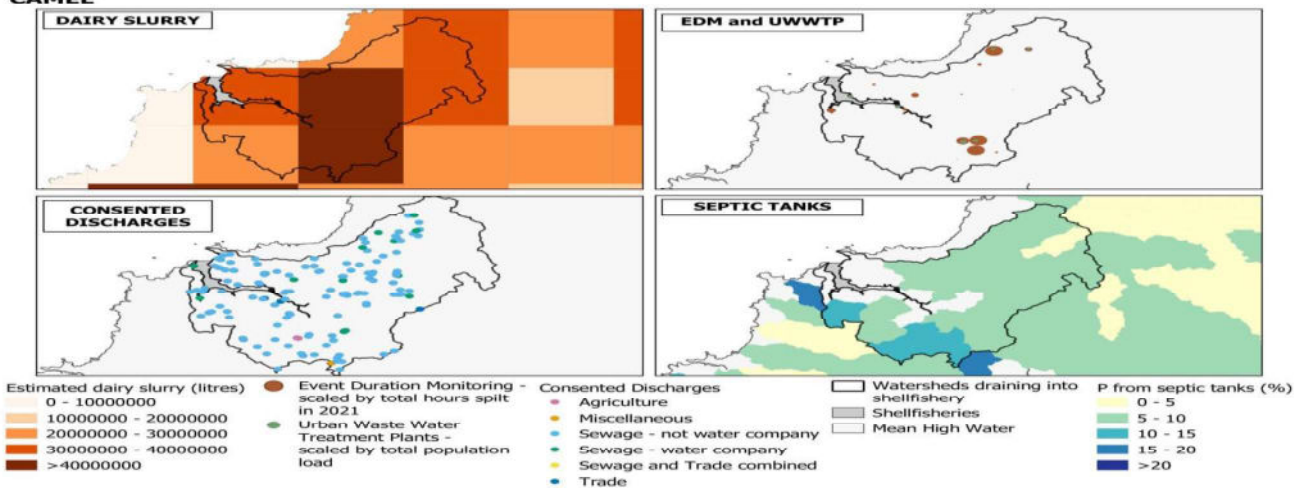 CAMEL
DAIRY SLURRY
EDM and UWWTP
CONSENTED
DISCHARGES
SEPTIC TANKS
Estimated dairy slurry (litres)
0 - 10000000
10000000 - 20000000
20000000 - 30000000
30000000 - 40000000
>40000000
Event Duration Monitoring -
scaled by total hours spilt
in 2021
Urban Waste Water
Treatment Plants -
scaled by total population
load
Consented Discharges
Agriculture
Miscellaneous
Sewage - not water company
Sewage - water company
Sewage and Trade combined
Trade
Watersheds draining into
shellfishery
Shellfisheries
Mean High Water
P from septic tanks (%)
0 - 5
5 - 10
10 - 15
15 - 20
>20